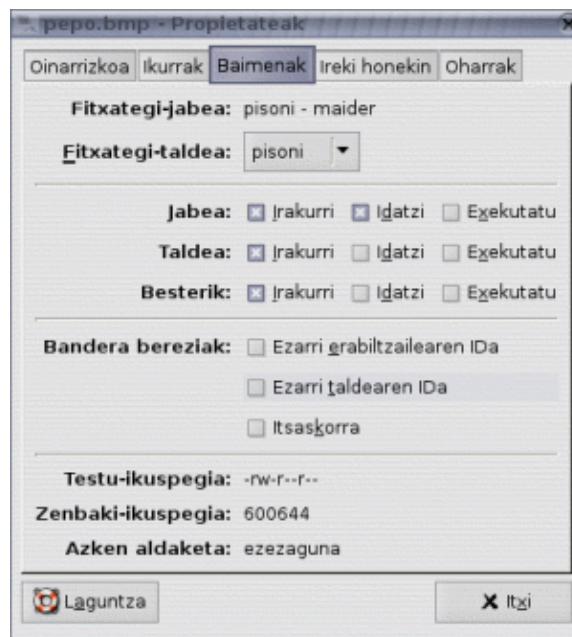 pepo.bmp - Propietateak
Oinarrizkoa Ikurrak Baimenak Ireki honekin Oharrak
Fitxategi-jabea: pisoni - maider
Fitxategi-taldea: pisoni
Jabea: Irakurri Idatzi Exekutatu
Taldea: Irakurri Idatzi Exekutatu
Besterik: Irakurri Idatzi Exekutatu
Bandera bereziak: Ezarri erabiltzailearen IDa
Ezarri taldearen IDa
Itsaskorra
Testu-ikuspegia: -rw-r--r--
Zenbaki-ikuspegia: 600644
Azken aldaketa: ezezaguna
Laguntza Itxi